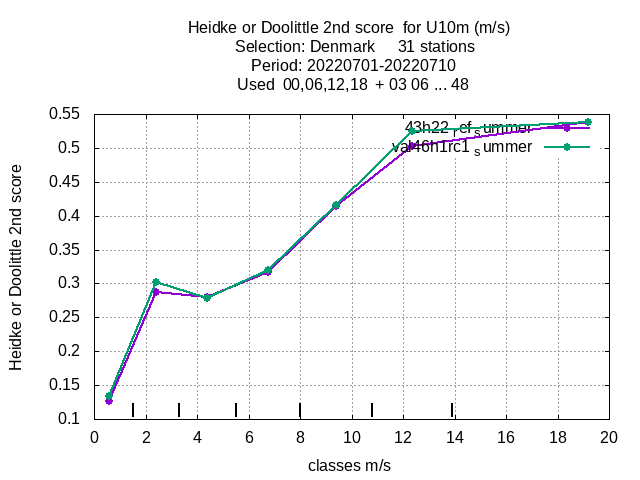 Heidke or Doolittle 2nd score  for U10m (m/s)
Selection: Denmark     31 stations
Period: 20220701-20220710
Used  00,06,12,18  + 03 06 ... 48
Heidke or Doolittle 2nd score
0.55
0.5
0.45
0.4
0.35
0.3
0.25
0.2
0.15
0.1
43h22_ref_summer
val46h1rc1_summer
0 2 4 6 8 10 12 14 16 18 20
classes m/s